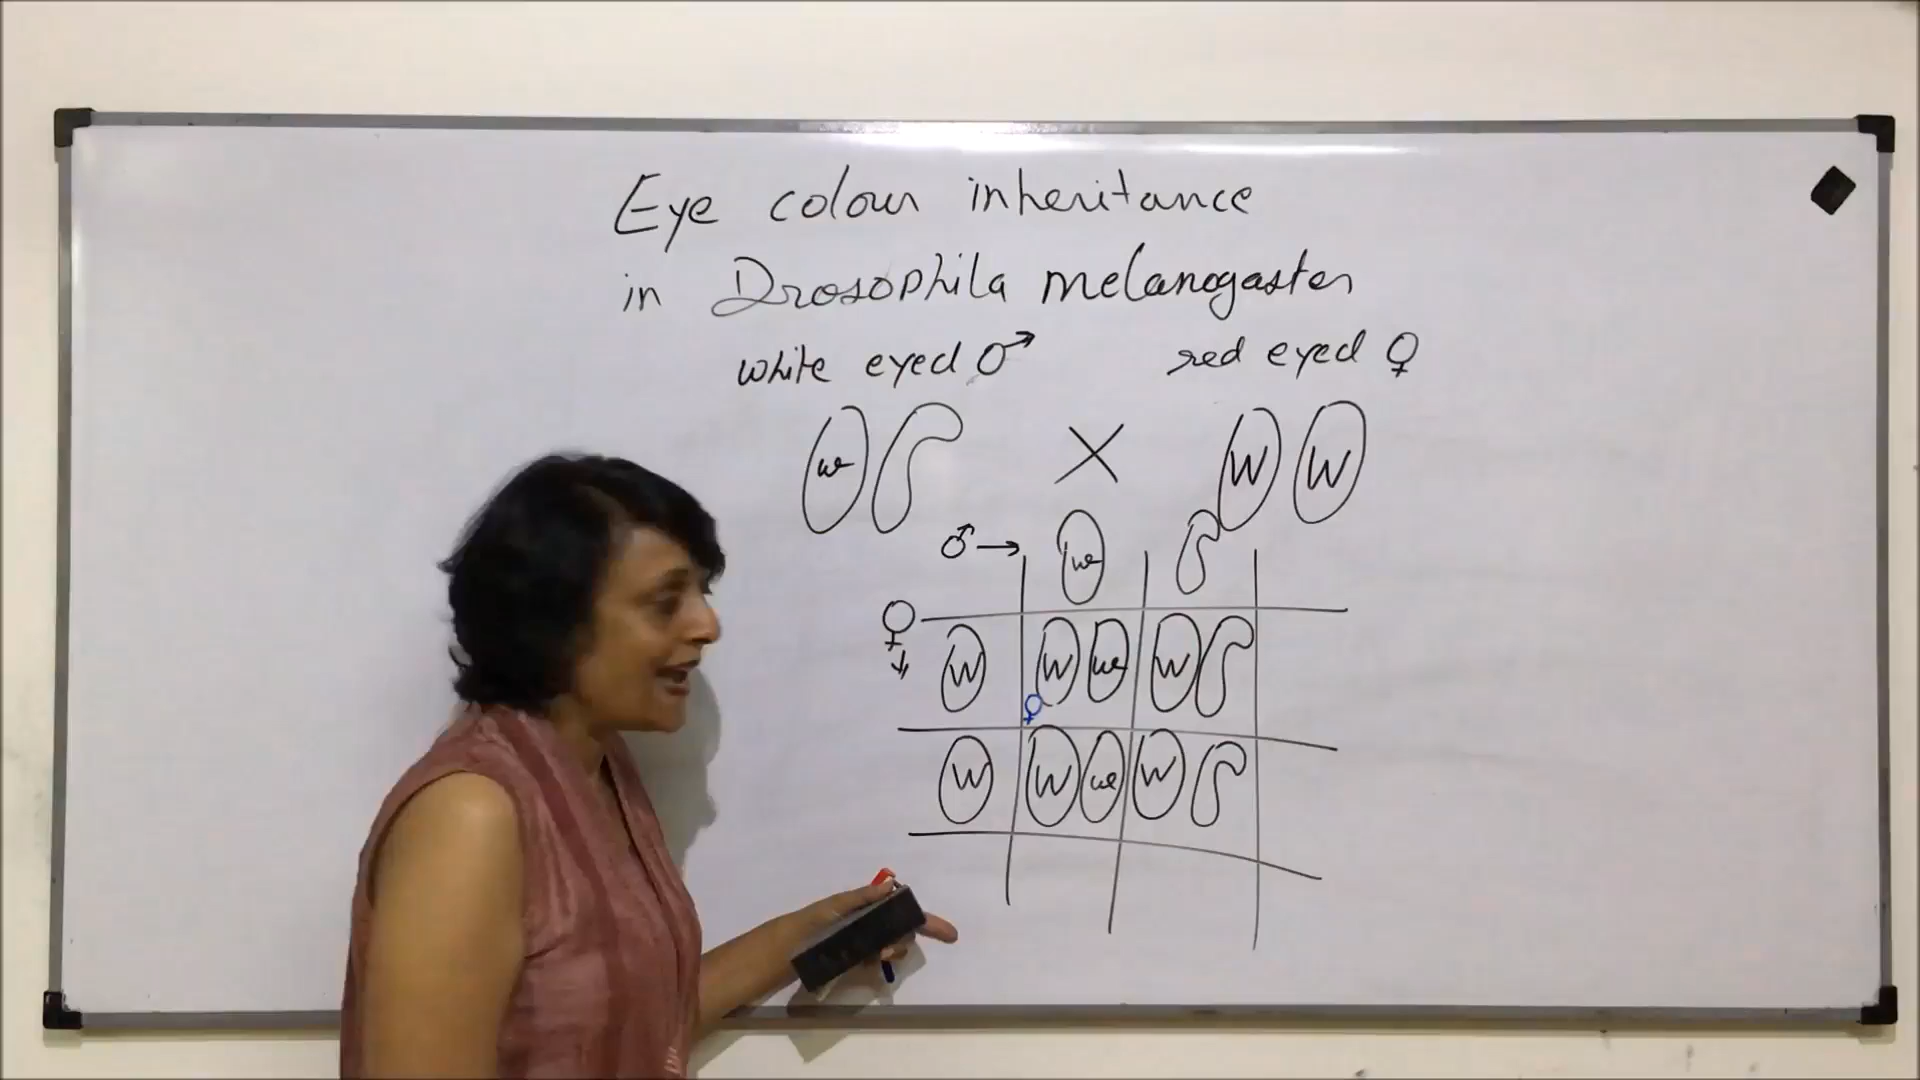 Eye colour inheritance
in Drosophila melanogaster
white eyed ♂ red eyed ♀
w X W W
♂ → w
♀ ↓
W W w W
♀
W W w W